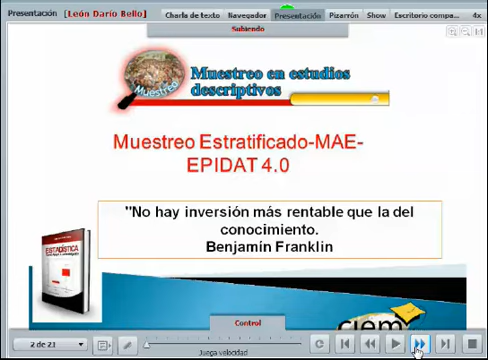 Presentación [León Darío Bello] Charla de texto Navegador Presentación Pizarrón Show Escritorio compa... 4x
Subiendo
Muestreo
Muestreo en estudios
descriptivos
Muestreo Estratificado-MAE-
EPIDAT 4.0
"No hay inversión más rentable que la del
conocimiento.
Benjamín Franklin
ESTADÍSTICA
Control
ciem
2 de 21
Juega velocidad